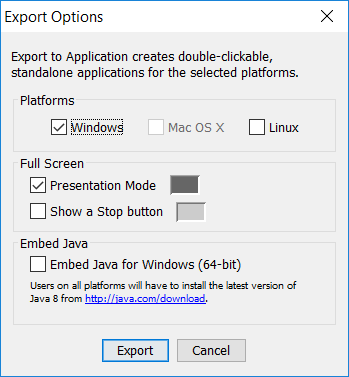 Export Options
Export to Application creates double-clickable,
standalone applications for the selected platforms.
Platforms
Windows Mac OS X Linux
Full Screen
Presentation Mode
Show a Stop button
Embed Java
Embed Java for Windows (64-bit)
Users on all platforms will have to install the latest version of
Java 8 from http://java.com/download.
Export Cancel